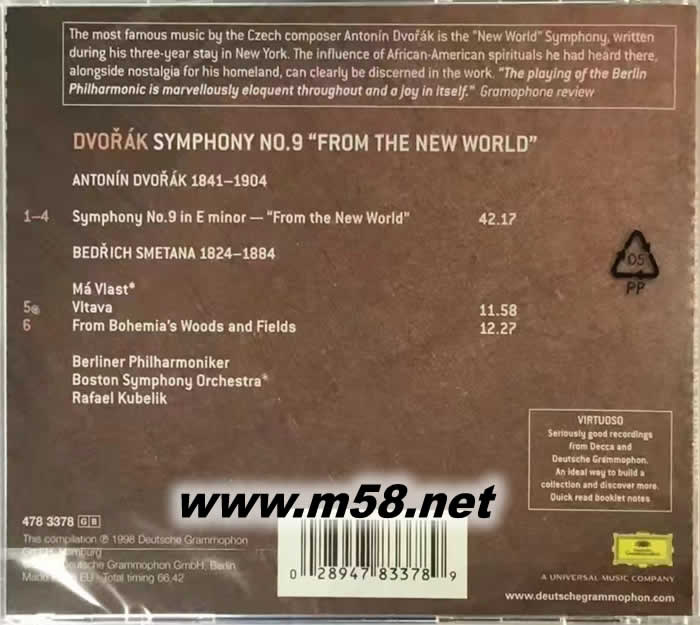 The most famous music by the Czech composer Antonín Dvořák is the "New World" Symphony, written
during his three-year stay in New York. The influence of African-American spirituals he had heard there,
alongside nostalgia for his homeland, can clearly be discerned in the work. "The playing of the Berlin
Philharmonic is marvellously eloquent throughout and a joy in itself." Gramophone review
DVOŘÁK SYMPHONY NO.9 "FROM THE NEW WORLD"
ANTONÍN DVOŘÁK 1841–1904
1–4 Symphony No.9 in E minor — "From the New World" 42.17
BEDŘICH SMETANA 1824–1884
Má Vlast*
5 Vltava 11.58
6 From Bohemia's Woods and Fields 12.27
05
PP
Berliner Philharmoniker
Boston Symphony Orchestra*
Rafael Kubelik
VIRTUOSO
Seriously good recordings
from Decca and
Deutsche Grammophon.
An ideal way to build a
collection and discover more.
Quick read booklet notes
www.m58.net
478 3378 G B
This compilation ℗ 1998 Deutsche Grammophon
Hamburg
Deutsche Grammophon GmbH, Berlin
Made EU · Total timing 66.42
0 28947 83378 9
Deutsche
Grammophon
A UNIVERSAL MUSIC COMPANY
www.deutschegrammophon.com